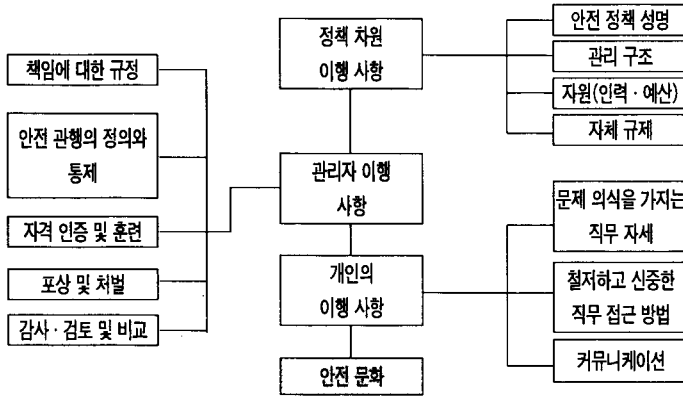 정책 차원
이행 사항
안전 정책 성명
관리 구조
자원(인력·예산)
자체 규제
책임에 대한 규정
안전 관행의 정의와
통제
자격 인증 및 훈련
포상 및 처벌
감사·검토 및 비교
관리자 이행
사항
개인의
이행 사항
문제 의식을 가지는
직무 자세
철저하고 신중한
직무 접근 방법
커뮤니케이션
안전 문화